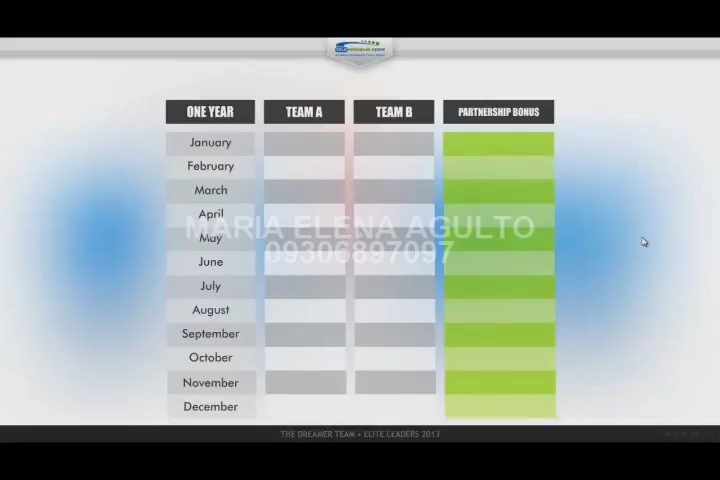 ONE YEAR TEAM A TEAM B PARTNERSHIP BONUS
January
February
March
April
MARIA ELENA AGULTO
May
09306897097
June
July
August
September
October
November
December
THE DREAMER TEAM • ELITE LEADERS 2013